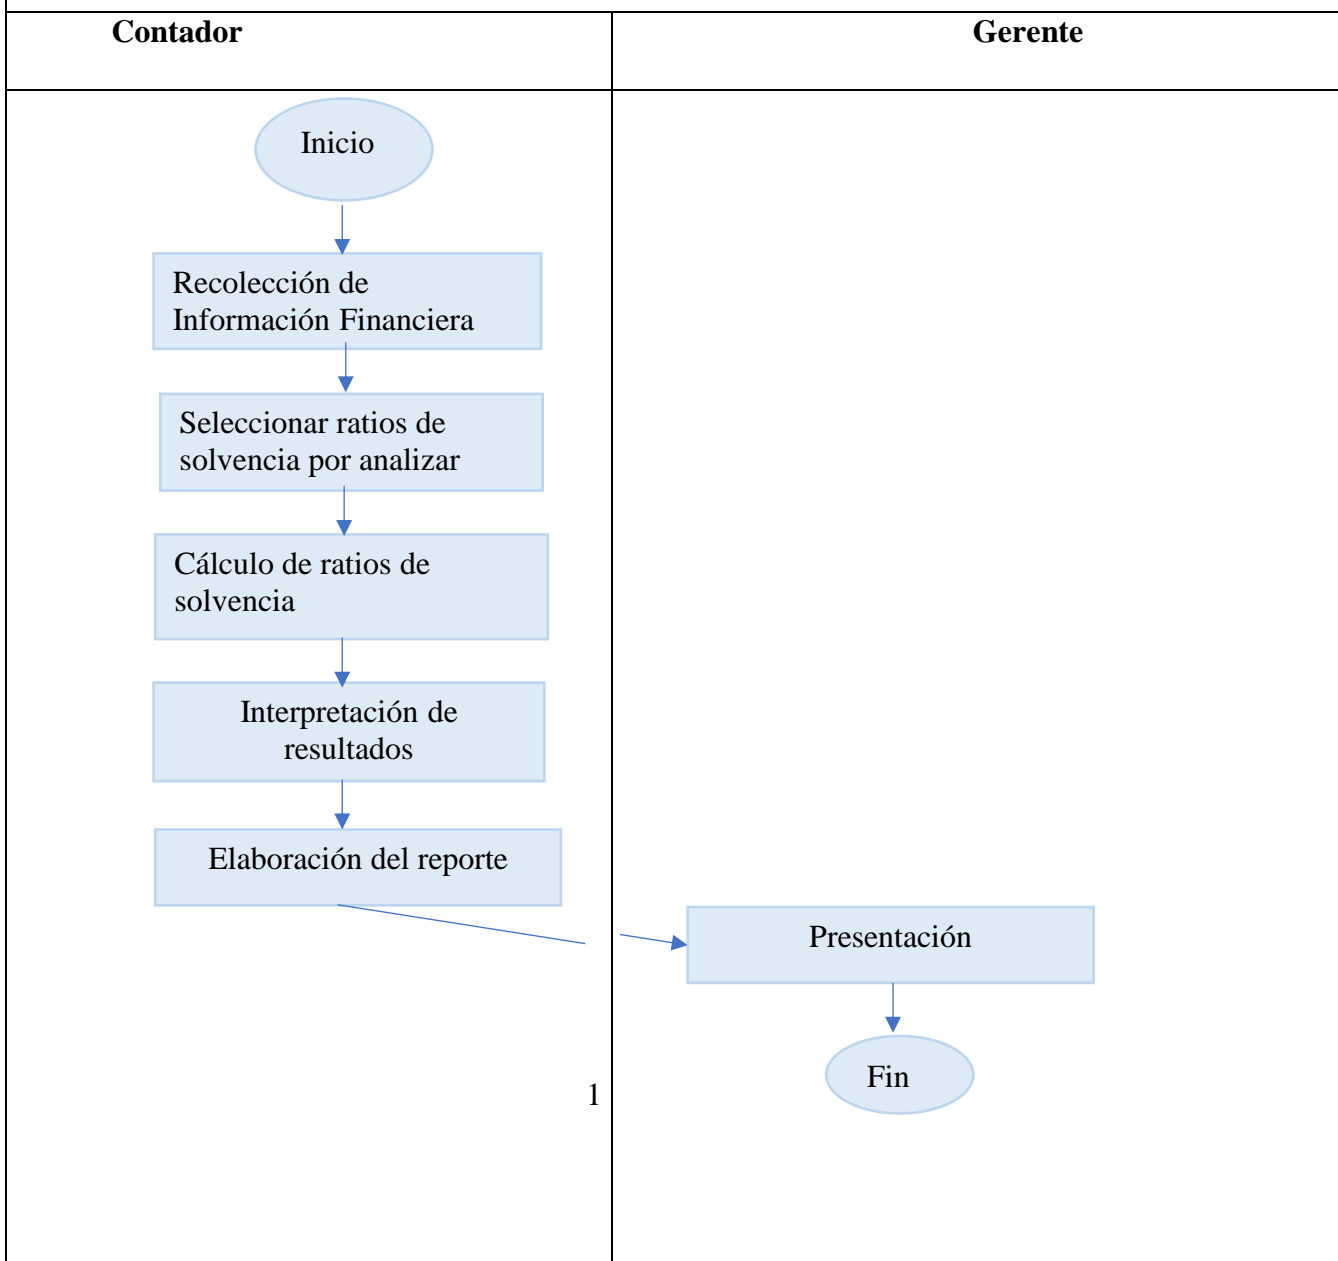 Contador
Gerente
Inicio
Recolección de
Información Financiera
Seleccionar ratios de
solvencia por analizar
Cálculo de ratios de
solvencia
Interpretación de
resultados
Elaboración del reporte
Presentación
Fin
1